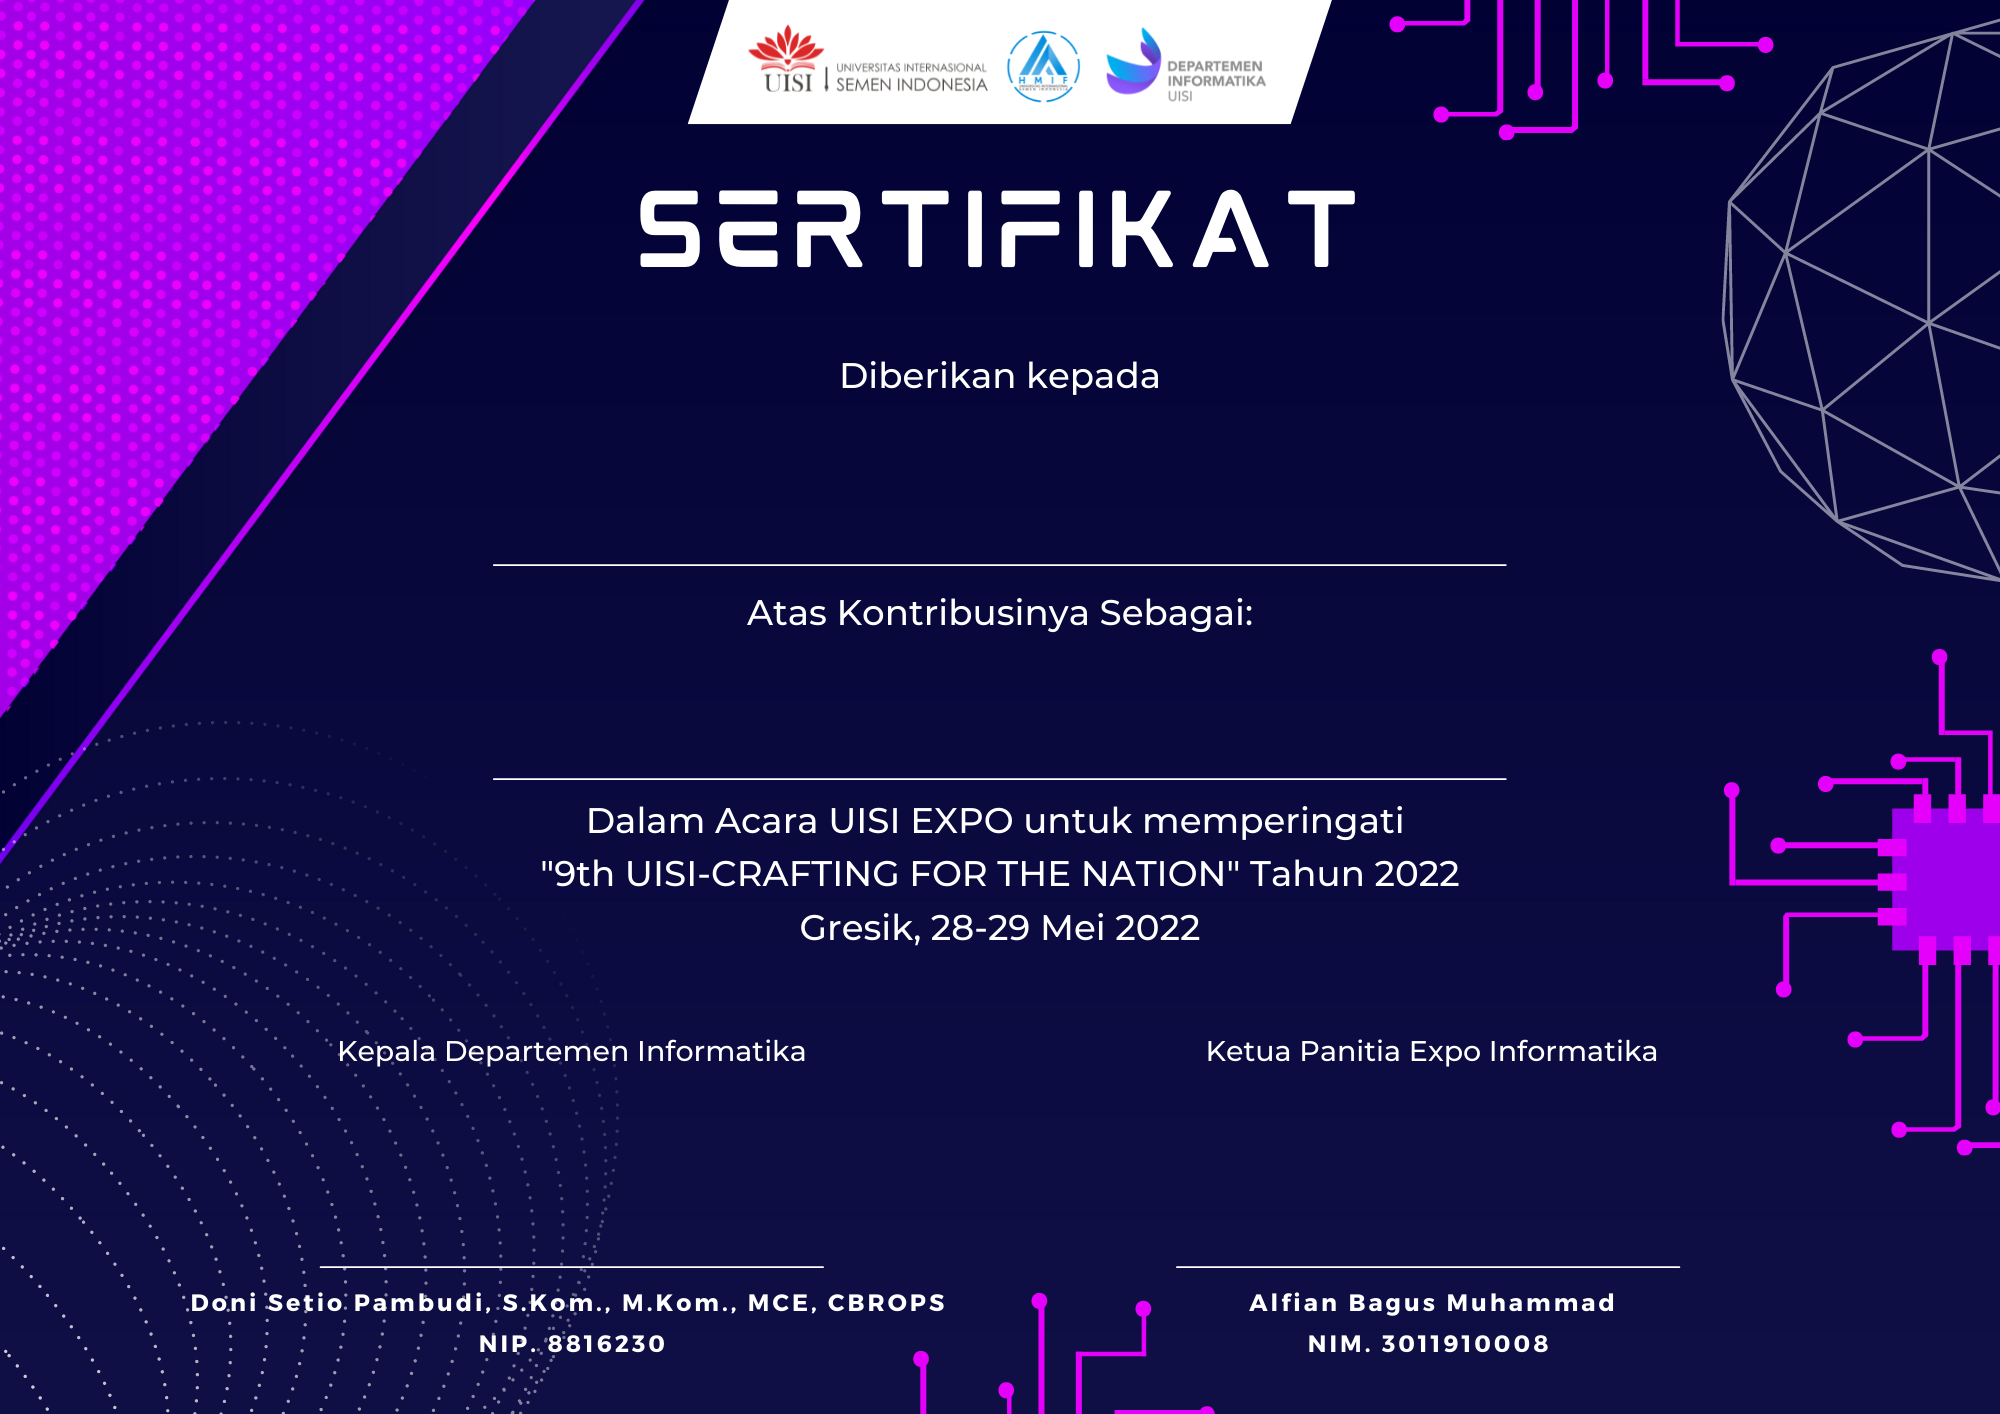 UISI
UNIVERSITAS INTERNASIONAL
SEMEN INDONESIA
HMIF
DEPARTEMEN
INFORMATIKA
UISI
SERTIFIKAT
Diberikan kepada
Atas Kontribusinya Sebagai:
Dalam Acara UISI EXPO untuk memperingati
"9th UISI-CRAFTING FOR THE NATION" Tahun 2022
Gresik, 28-29 Mei 2022
Kepala Departemen Informatika
Ketua Panitia Expo Informatika
Doni Setio Pambudi, S.Kom., M.Kom., MCE, CBROPS
NIP. 8816230
Alfian Bagus Muhammad
NIM. 3011910008